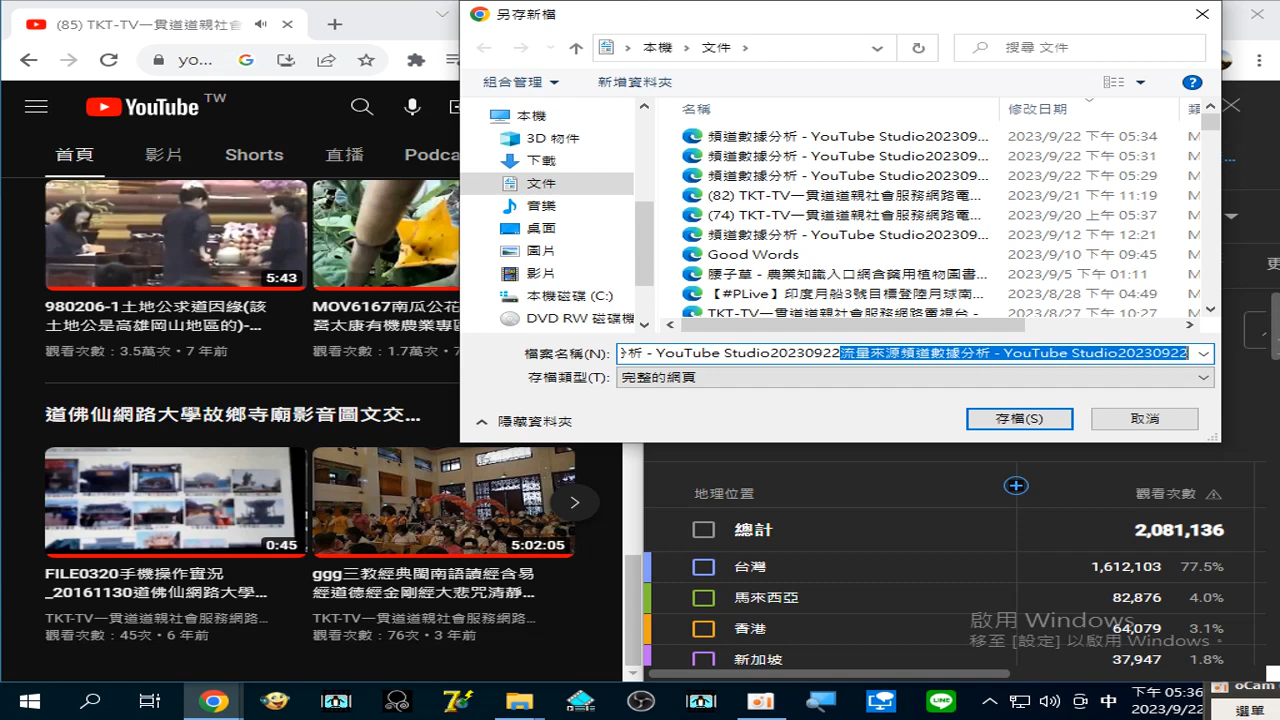 (85) TKT-TV一貫道道親社會
yo...
YouTube TW
首頁
影片
Shorts
直播
Podca
5:43
980206-1土地公求道因緣(該
土地公是高雄岡山地區的)-...
觀看次數：3.5萬次・7 年前
MOV6167南瓜公花
營太康有機農業專區
觀看次數：1.7萬次・7
道佛仙網路大學故鄉寺廟影音圖文交...
0:45
FILE0320手機操作實況
_20161130道佛仙網路大學...
TKT-TV一貫道道親社會服務網路...
觀看次數：45次・6 年前
5:02:05
ggg三教經典閩南語讀經合易
經道德經金剛經大悲咒清靜...
TKT-TV一貫道道親社會服務網路...
觀看次數：76次・3 年前
另存新檔
本機 › 文件 ›
搜尋 文件
組合管理
新增資料夾
本機
3D 物件
下載
文件
音樂
桌面
圖片
影片
本機磁碟 (C:)
DVD RW 磁碟機
名稱
修改日期
頻道數據分析 - YouTube Studio202309... 2023/9/22 下午 05:34 M
頻道數據分析 - YouTube Studio202309... 2023/9/22 下午 05:31 M
頻道數據分析 - YouTube Studio202309... 2023/9/22 下午 05:29 M
(82) TKT-TV一貫道道親社會服務網路電... 2023/9/21 下午 11:19 M
(74) TKT-TV一貫道道親社會服務網路電... 2023/9/20 上午 05:37 M
頻道數據分析 - YouTube Studio202309... 2023/9/12 下午 12:21 M
Good Words 2023/9/10 上午 09:45 M
腰子草 - 農業知識入口網含藥用植物圖書... 2023/9/5 下午 01:11 M
【#PLive】印度月船3號目標登陸月球南... 2023/8/28 上午 04:49 M
TKT-TV一貫道道親社會服務網路電視台 - 2023/8/27 上午 10:27 M
檔案名稱(N):
析 - YouTube Studio20230922流量來源頻道數據分析 - YouTube Studio20230922
存檔類型(T):
完整的網頁
隱藏資料夾
存檔(S)
取消
地理位置
觀看次數
總計 2,081,136
台灣 1,612,103 77.5%
馬來西亞 82,876 4.0%
香港 64,079 3.1%
新加坡 37,947 1.8%
啟用 Windows
移至 [設定] 以啟用 Windows。
LINE
中
下午 05:36
2023/9/22
oCam
選單